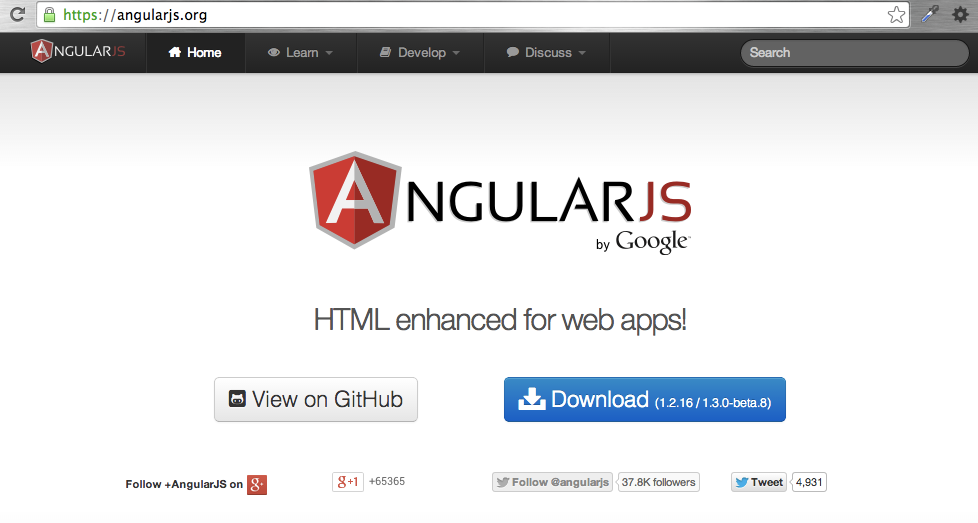 https://angularjs.org
ANGULARJS Home Learn Develop Discuss Search
ANGULARJS
by Google™
HTML enhanced for web apps!
View on GitHub Download (1.2.16 / 1.3.0-beta.8)
Follow +AngularJS on g+ g+1 +65365 Follow @angularjs 37.8K followers Tweet 4,931